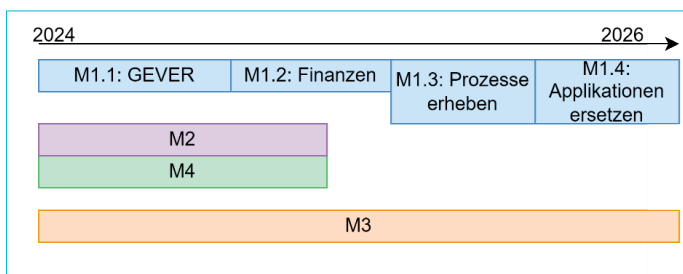 2024
2026
M1.1: GEVER
M1.2: Finanzen
M1.3: Prozesse
erheben
M1.4:
Applikationen
ersetzen
M2
M4
M3